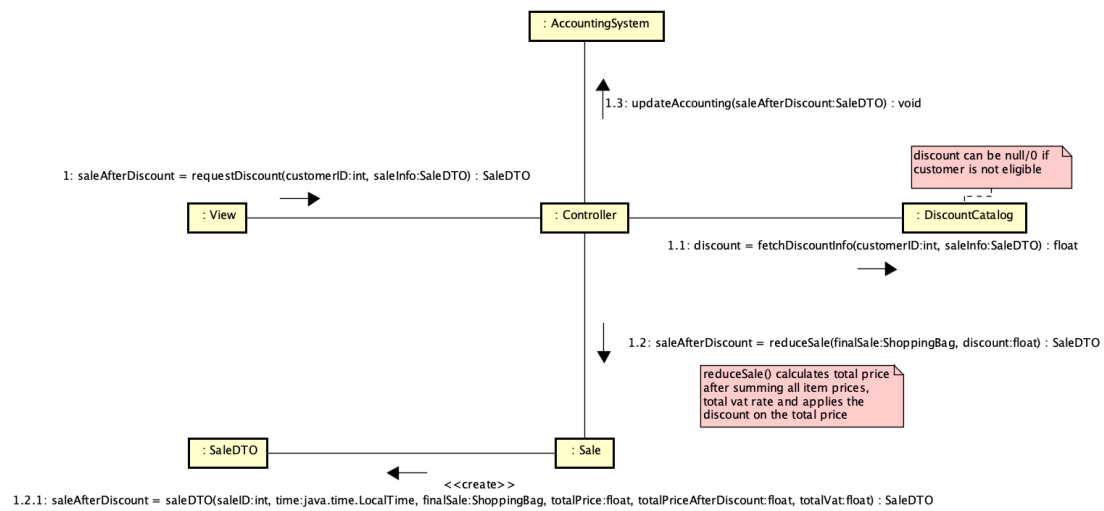 : AccountingSystem
1.3: updateAccounting(saleAfterDiscount:SaleDTO) : void
discount can be null/0 if
customer is not eligible
1: saleAfterDiscount = requestDiscount(customerID:int, saleInfo:SaleDTO) : SaleDTO
: View
: Controller
: DiscountCatalog
1.1: discount = fetchDiscountInfo(customerID:int, saleInfo:SaleDTO) : float
1.2: saleAfterDiscount = reduceSale(finalSale:ShoppingBag, discount:float) : SaleDTO
reduceSale() calculates total price
after summing all item prices,
total vat rate and applies the
discount on the total price
: SaleDTO
: Sale
<<create>>
1.2.1: saleAfterDiscount = saleDTO(saleID:int, time:java.time.LocalTime, finalSale:ShoppingBag, totalPrice:float, totalPriceAfterDiscount:float, totalVat:float) : SaleDTO